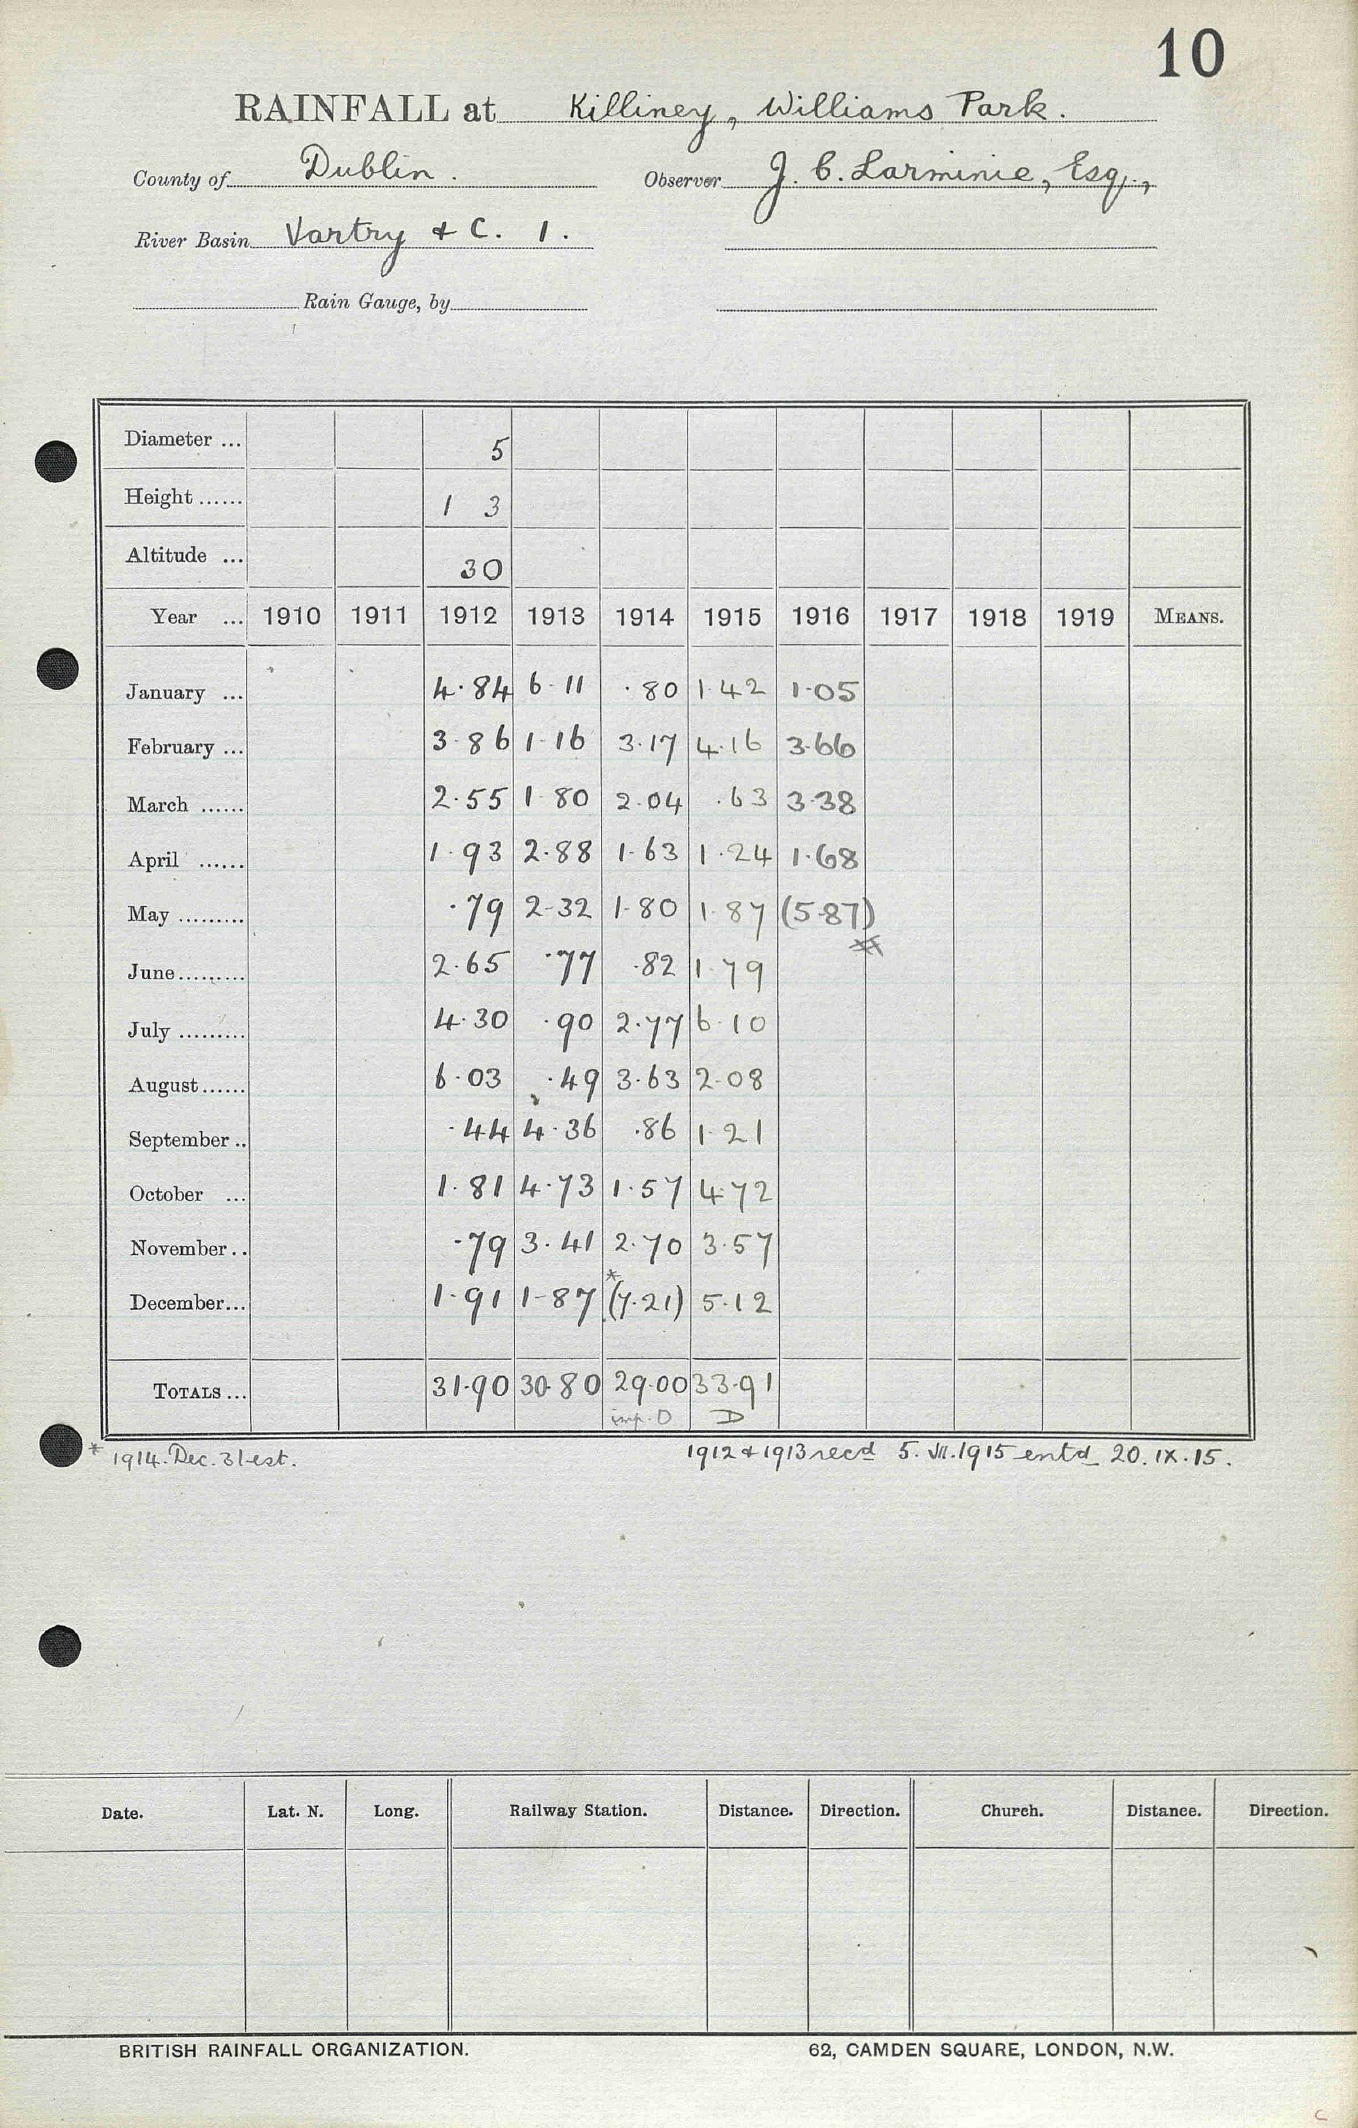 10
RAINFALL at Killiney, Williams Park.
County of Dublin. Observer J. C. Larminie, Esq.,
River Basin Vartry & C. 1.
Rain Gauge, by
Diameter ... 5
Height ...... 1 3
Altitude ... 30
Year ... 1910 1911 1912 1913 1914 1915 1916 1917 1918 1919 MEANS.
January ... 4.84 6.11 .80 1.42 1.05
February ... 3.86 1.16 3.17 4.16 3.66
March ...... 2.55 1.80 2.04 .63 3.38
April ...... 1.93 2.88 1.63 1.24 1.68
May ......... .79 2.32 1.80 1.87 (5.87)
June ......... 2.65 .77 .82 1.79
July ......... 4.30 .90 2.77 6.10
August ...... 6.03 .49 3.63 2.08
September .. .44 4.36 .86 1.21
October ... 1.81 4.73 1.57 4.72
November .. .79 3.41 2.70 3.57
December ... 1.91 1.87 *(7.21) 5.12
TOTALS ... 31.90 30.80 29.00 33.91
imp. D D
* 1914. Dec. 31 est. 1912 & 1913 recd 5. VII. 1915 entd 20. IX. 15.
Date. Lat. N. Long. Railway Station. Distance. Direction. Church. Distance. Direction.
BRITISH RAINFALL ORGANIZATION. 62, CAMDEN SQUARE, LONDON, N.W.